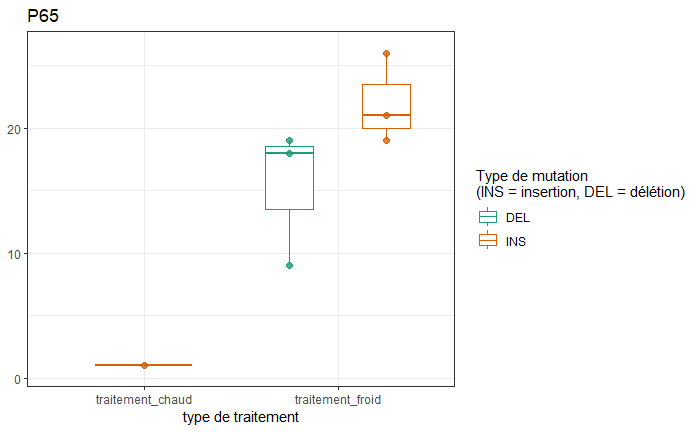 P65
20
10
0
traitement_chaud
traitement_froid
type de traitement
Type de mutation
(INS = insertion, DEL = délétion)
DEL
INS